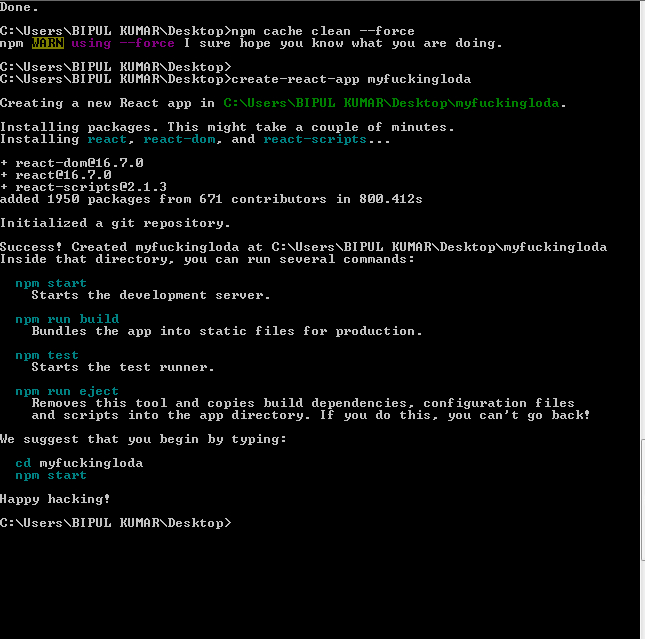 Done.
C:\Users\BIPUL KUMAR\Desktop>npm cache clean --force
npm WARN using --force I sure hope you know what you are doing.
C:\Users\BIPUL KUMAR\Desktop>
C:\Users\BIPUL KUMAR\Desktop>create-react-app myfuckingloda
Creating a new React app in C:\Users\BIPUL KUMAR\Desktop\myfuckingloda.
Installing packages. This might take a couple of minutes.
Installing react, react-dom, and react-scripts...
+ react-dom@16.7.0
+ react@16.7.0
+ react-scripts@2.1.3
added 1950 packages from 671 contributors in 800.412s
Initialized a git repository.
Success! Created myfuckingloda at C:\Users\BIPUL KUMAR\Desktop\myfuckingloda
Inside that directory, you can run several commands:
npm start
Starts the development server.
npm run build
Bundles the app into static files for production.
npm test
Starts the test runner.
npm run eject
Removes this tool and copies build dependencies, configuration files
and scripts into the app directory. If you do this, you can't go back!
We suggest that you begin by typing:
cd myfuckingloda
npm start
Happy hacking!
C:\Users\BIPUL KUMAR\Desktop>